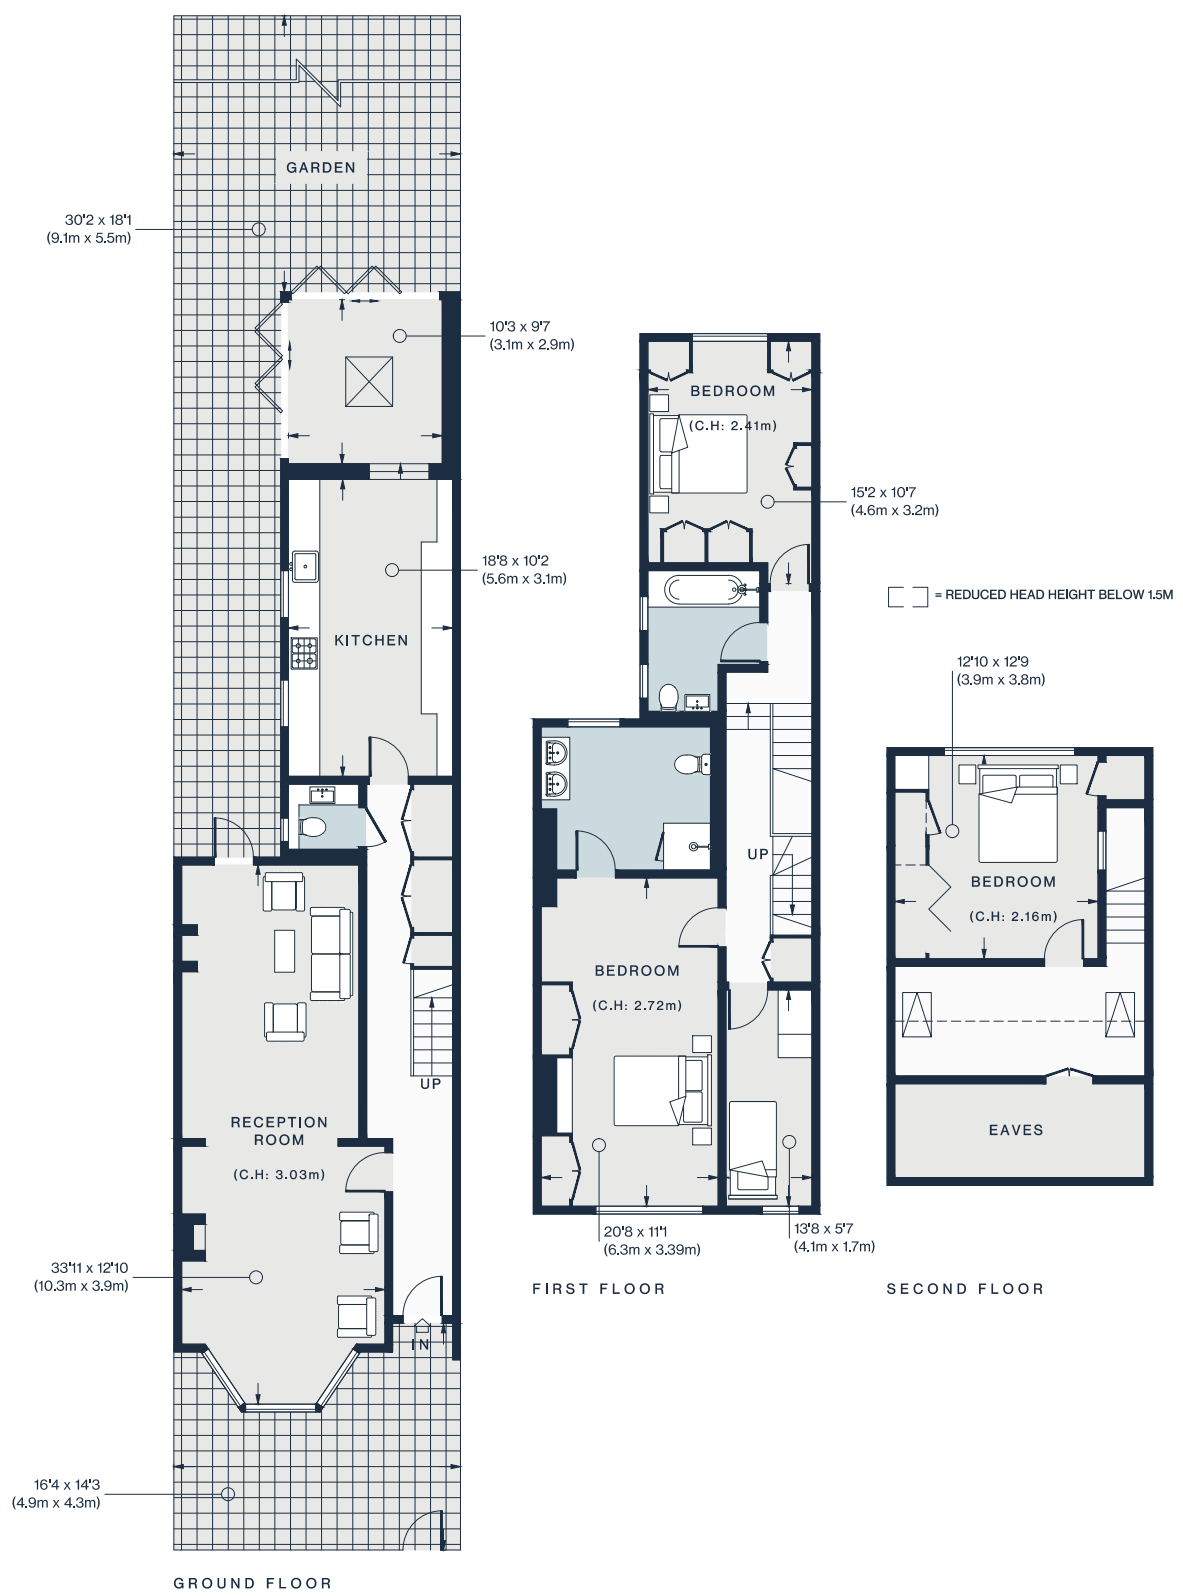 GARDEN
30'2 x 18'1
(9.1m x 5.5m)
10'3 x 9'7
(3.1m x 2.9m)
18'8 x 10'2
(5.6m x 3.1m)
KITCHEN
UP
RECEPTION
ROOM
(C.H: 3.03m)
33'11 x 12'10
(10.3m x 3.9m)
IN
16'4 x 14'3
(4.9m x 4.3m)
GROUND FLOOR
BEDROOM
(C.H: 2.41m)
15'2 x 10'7
(4.6m x 3.2m)
UP
BEDROOM
(C.H: 2.72m)
20'8 x 11'1
(6.3m x 3.39m)
13'8 x 5'7
(4.1m x 1.7m)
FIRST FLOOR
= REDUCED HEAD HEIGHT BELOW 1.5M
12'10 x 12'9
(3.9m x 3.8m)
BEDROOM
(C.H: 2.16m)
EAVES
SECOND FLOOR